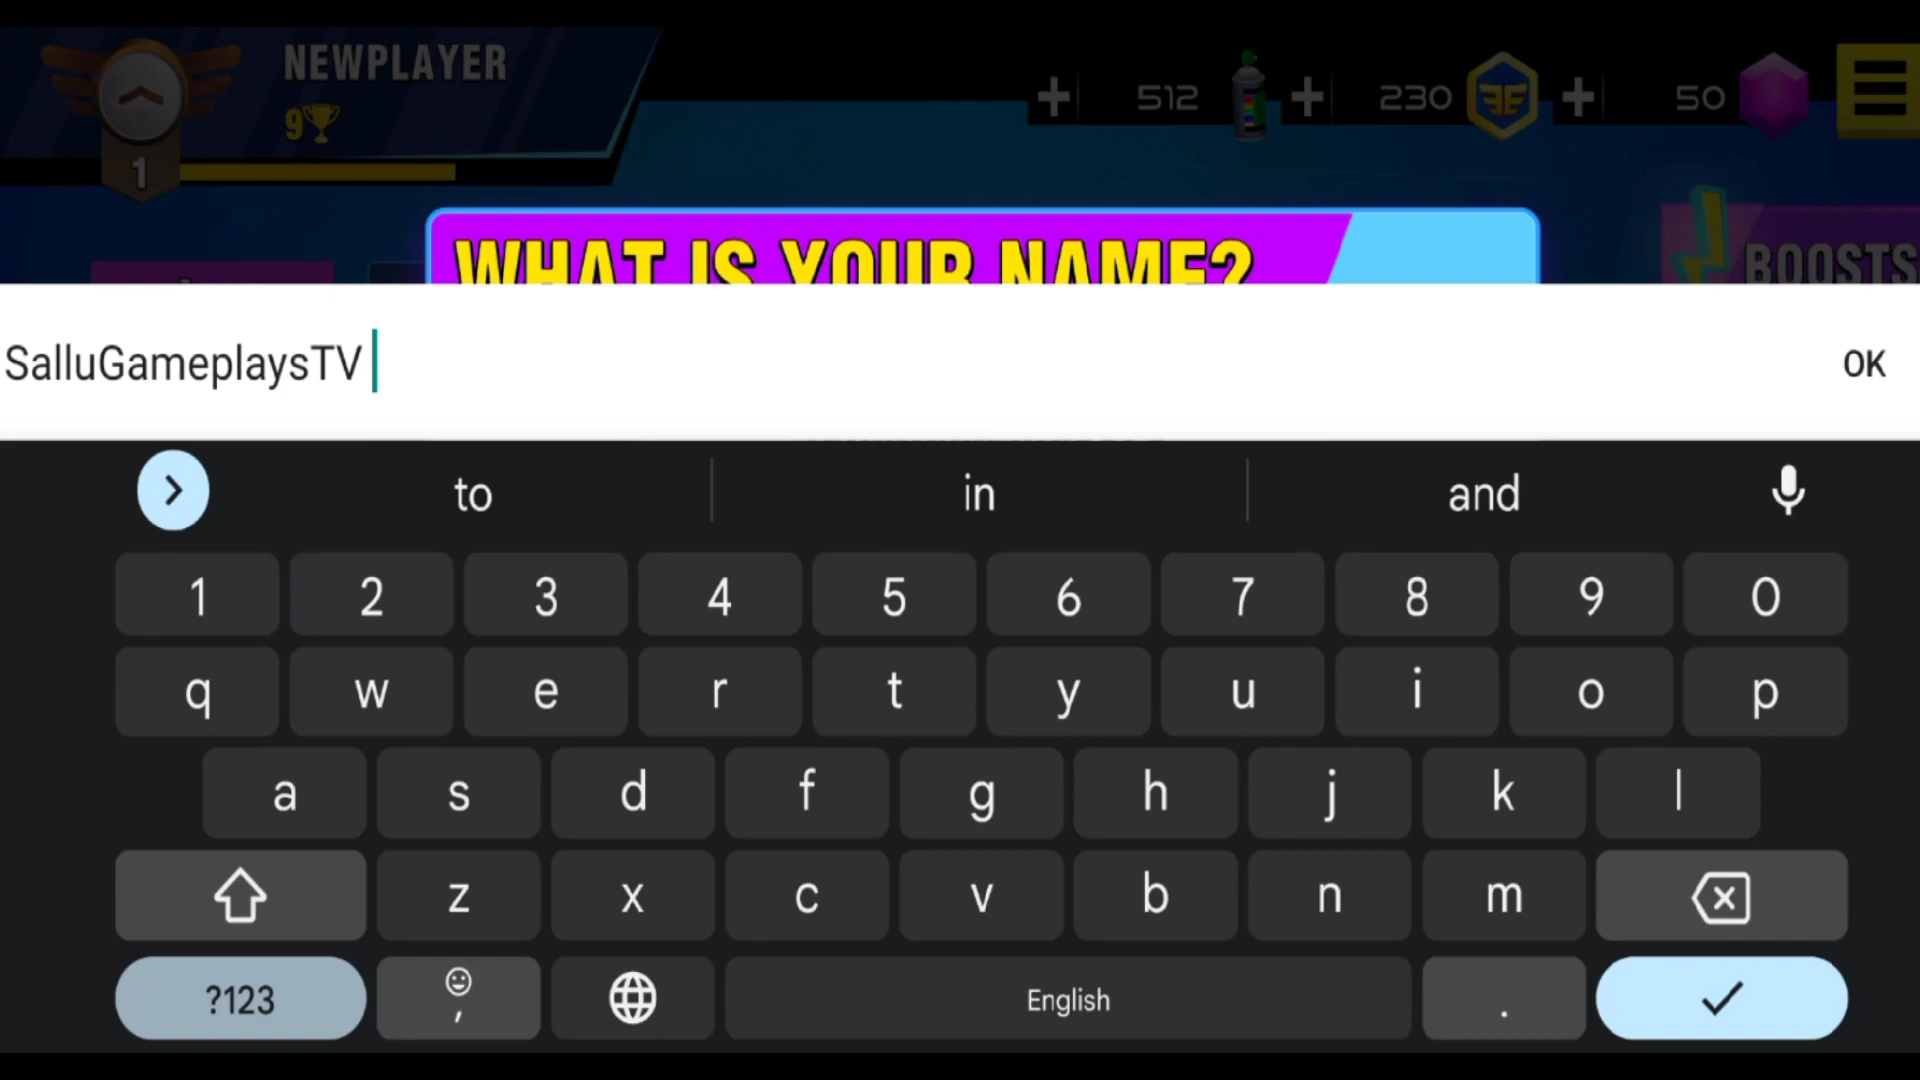 NEWPLAYER
9
1
512
230
50
WHAT IS YOUR NAME?
BOOSTS
SalluGameplaysTV
OK
to in and
1 2 3 4 5 6 7 8 9 0
q w e r t y u i o p
a s d f g h j k l
z x c v b n m
?123 , English .